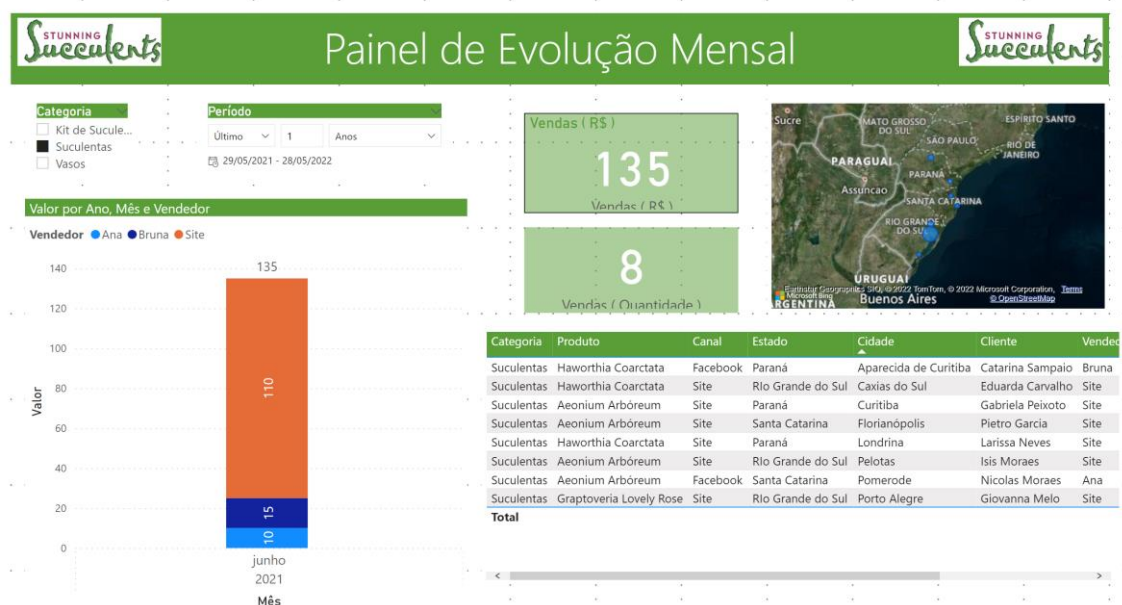 STUNNING
Succulents
Painel de Evolução Mensal
STUNNING
Succulents
Categoria
Kit de Sucule...
Suculentas
Vasos
Período
Último 1 Anos
29/05/2021 - 28/05/2022
Vendas ( R$ )
135
Vendas ( R$ )
8
Vendas ( Quantidade )
Sucre
MATO GROSSO
DO SUL
ESPÍRITO SANTO
SÃO PAULO
RIO DE
JANEIRO
PARAGUAI
PARANÁ
Assuncao
SANTA CATARINA
RIO GRANDE
DO SUL
URUGUAI
Buenos Aires
ARGENTINA
Microsoft Bing
Earthstar Geographics SIO, © 2022 TomTom, © 2022 Microsoft Corporation, Terms
© OpenStreetMap
Valor por Ano, Mês e Vendedor
Vendedor Ana Bruna Site
140
120
100
80
60
40
20
0
Valor
135
110
15
10
junho
2021
Mês
Categoria Produto Canal Estado Cidade Cliente Vended
Suculentas Haworthia Coarctata Facebook Paraná Aparecida de Curitiba Catarina Sampaio Bruna
Suculentas Haworthia Coarctata Site RIo Grande do Sul Caxias do Sul Eduarda Carvalho Site
Suculentas Aeonium Arbóreum Site Paraná Curitiba Gabriela Peixoto Site
Suculentas Aeonium Arbóreum Site Santa Catarina Florianópolis Pietro Garcia Site
Suculentas Haworthia Coarctata Site Paraná Londrina Larissa Neves Site
Suculentas Aeonium Arbóreum Site RIo Grande do Sul Pelotas Isis Moraes Site
Suculentas Aeonium Arbóreum Facebook Santa Catarina Pomerode Nicolas Moraes Ana
Suculentas Graptoveria Lovely Rose Site RIo Grande do Sul Porto Alegre Giovanna Melo Site
Total